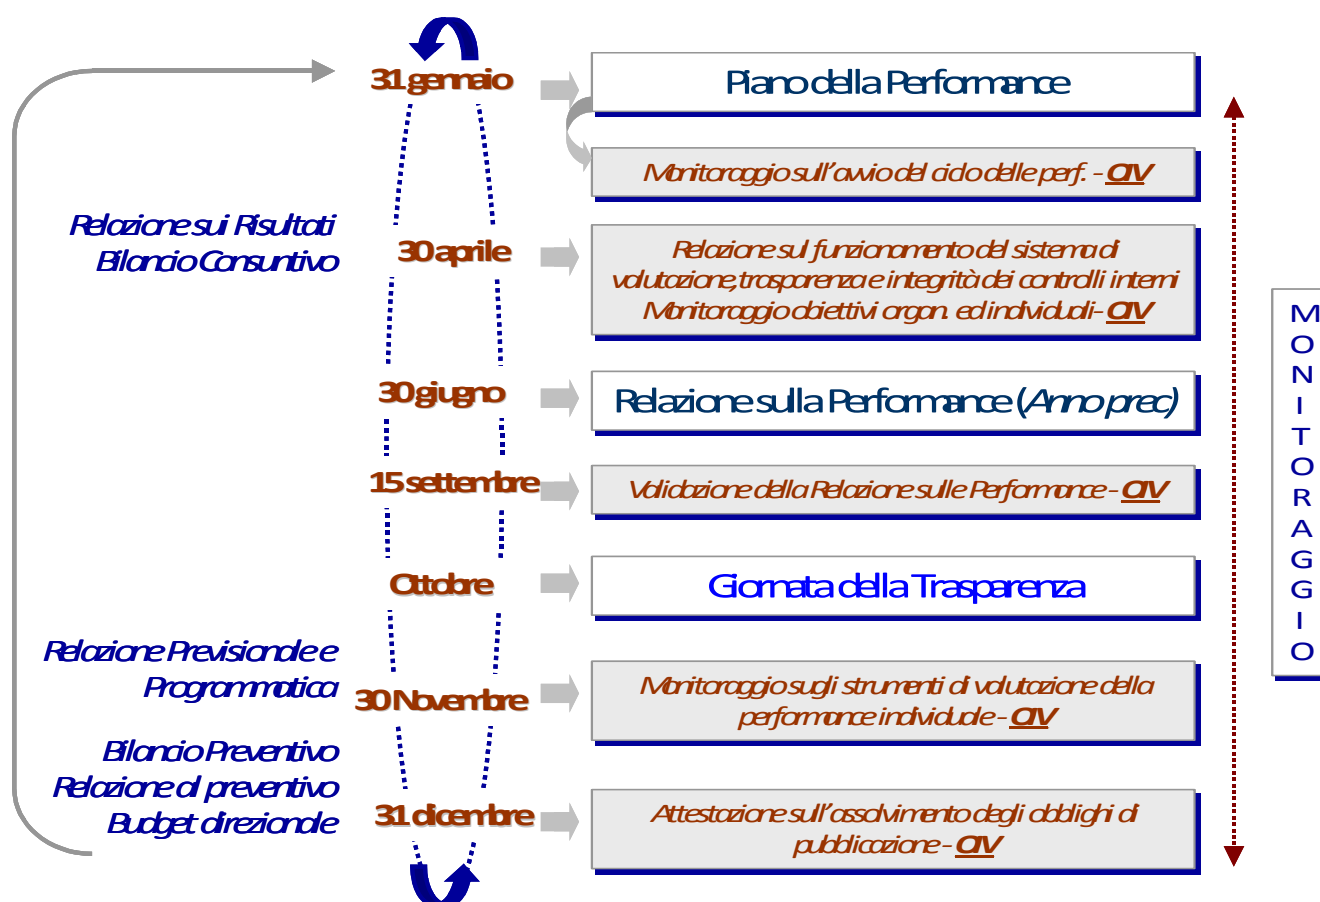 31 gennaio
Piano della Performance
Monitoraggio sull'avvio del ciclo delle perf. - OIV
Relazione sui Risultati
Bilancio Consuntivo
30 aprile
Relazione sul funzionamento del sistema di
valutazione,trasparenza e integrità dei controlli interni
Monitoraggio obiettivi organ. ed individuali- OIV
30 giugno
Relazione sulla Performance (Anno prec)
15 settembre
Validazione della Relazione sulle Performance - OIV
Ottobre
Giornata della Trasparenza
Relazione Previsionale e
Programmatica
30 Novembre
Monitoraggio sugli strumenti di valutazione della
performance individuale - OIV
Bilancio Preventivo
Relazione al preventivo
Budget direzionale
31 dicembre
Attestazione sull'assolvimento degli obblighi di
pubblicazione - OIV
M
O
N
I
T
O
R
A
G
G
I
O